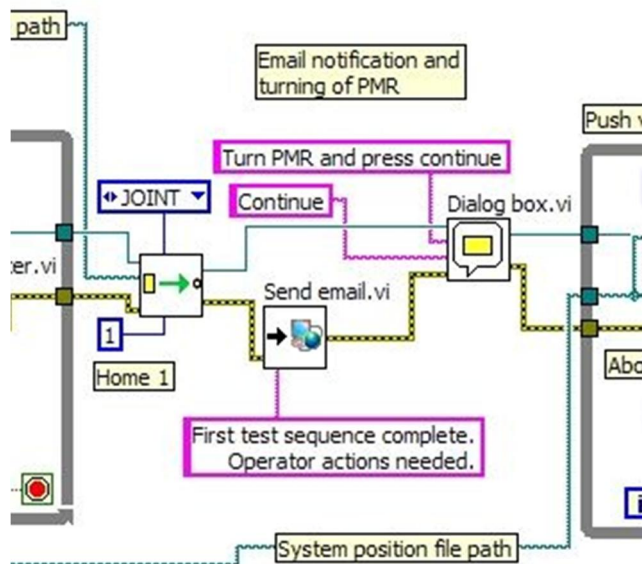 path
Email notification and
turning of PMR
Push
Turn PMR and press continue
JOINT
Continue
Dialog box.vi
er.vi
Send email.vi
1
Home 1
Abo
First test sequence complete.
Operator actions needed.
i
System position file path